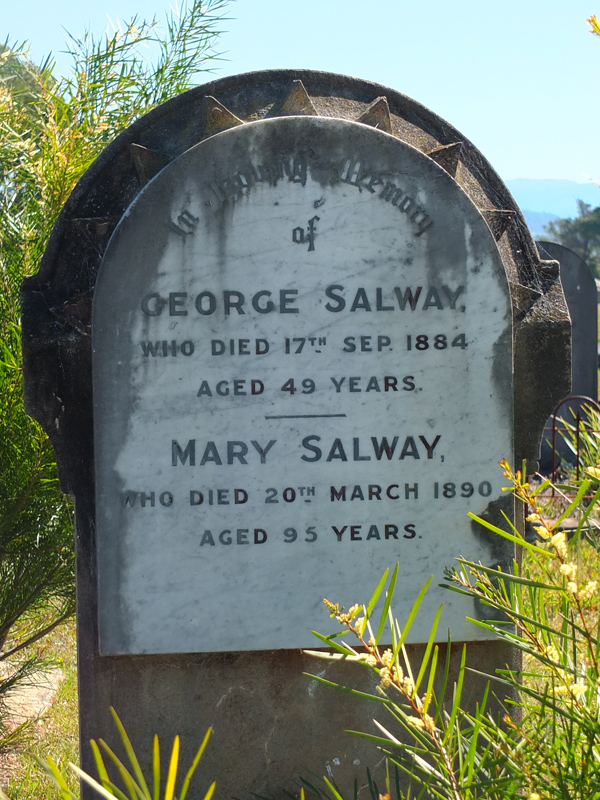 In loving Memory
of
GEORGE SALWAY,
WHO DIED 17TH SEP. 1884
AGED 49 YEARS.
MARY SALWAY,
WHO DIED 20TH MARCH 1890
AGED 95 YEARS.